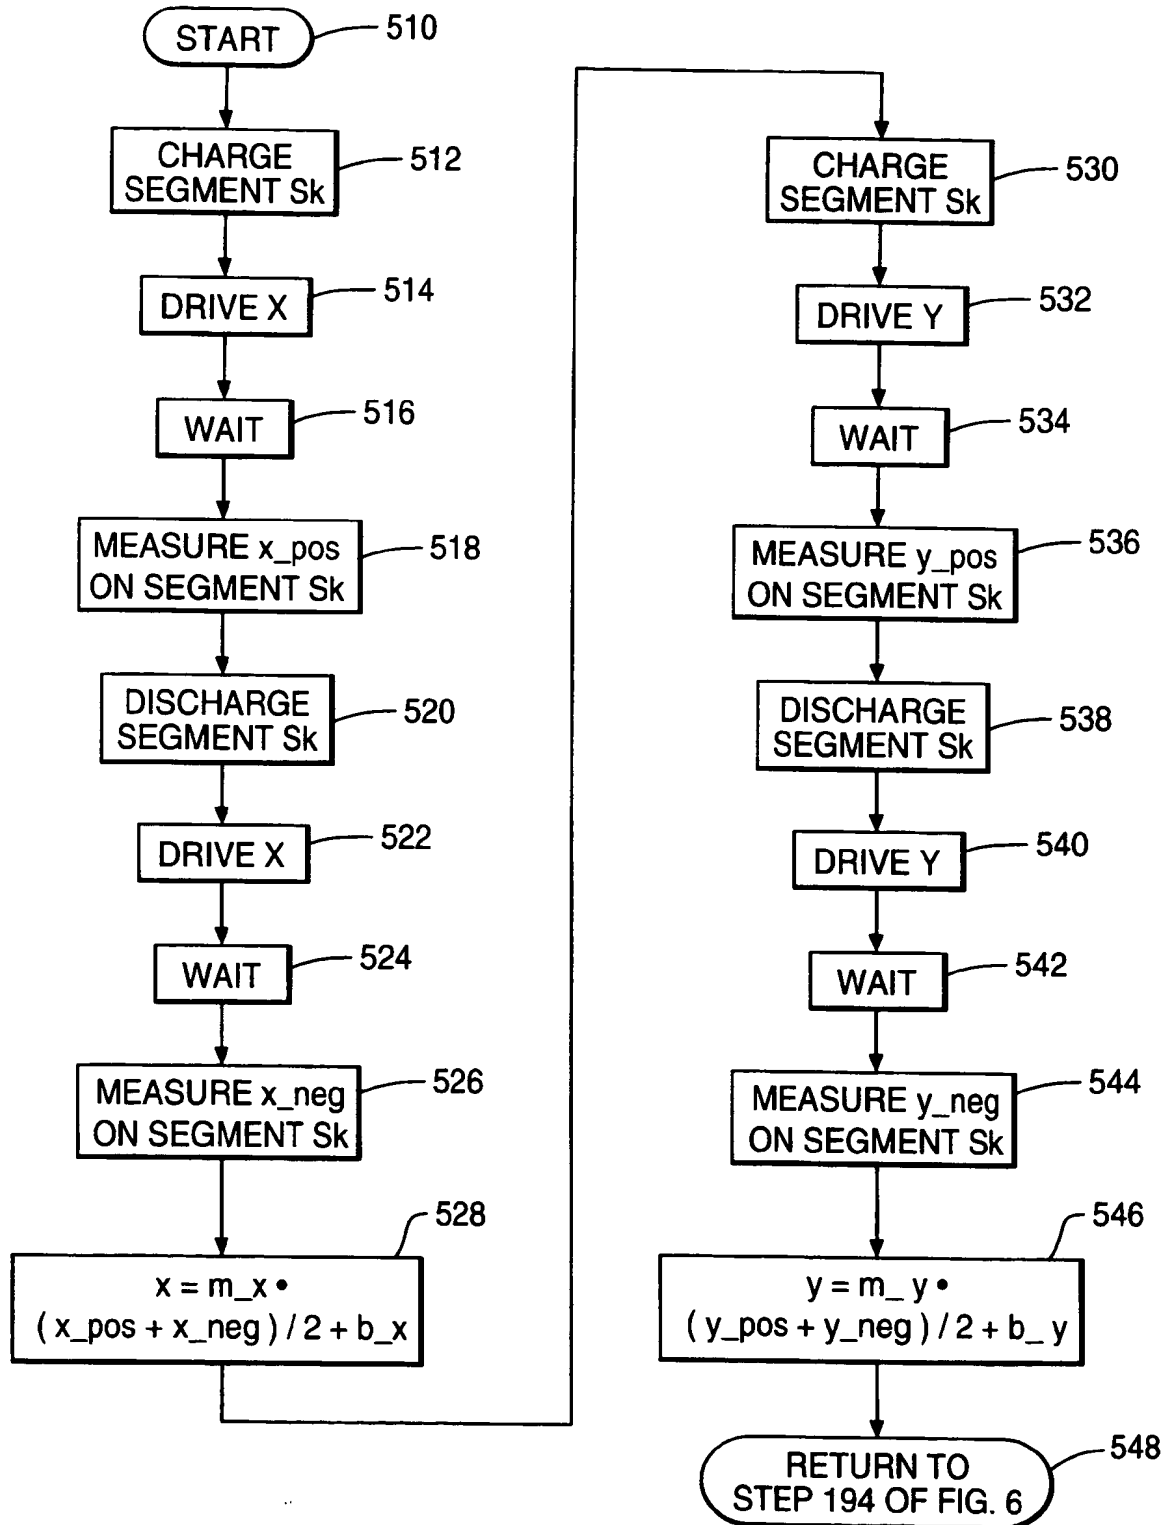 START
510
CHARGE
SEGMENT Sk
512
DRIVE X
514
WAIT
516
MEASURE x_pos
ON SEGMENT Sk
518
DISCHARGE
SEGMENT Sk
520
DRIVE X
522
WAIT
524
MEASURE x_neg
ON SEGMENT Sk
526
528
x = m_x •
( x_pos + x_neg ) / 2 + b_x
CHARGE
SEGMENT Sk
530
DRIVE Y
532
WAIT
534
MEASURE y_pos
ON SEGMENT Sk
536
DISCHARGE
SEGMENT Sk
538
DRIVE Y
540
WAIT
542
MEASURE y_neg
ON SEGMENT Sk
544
546
y = m_ y •
( y_pos + y_neg ) / 2 + b_ y
RETURN TO
STEP 194 OF FIG. 6
548